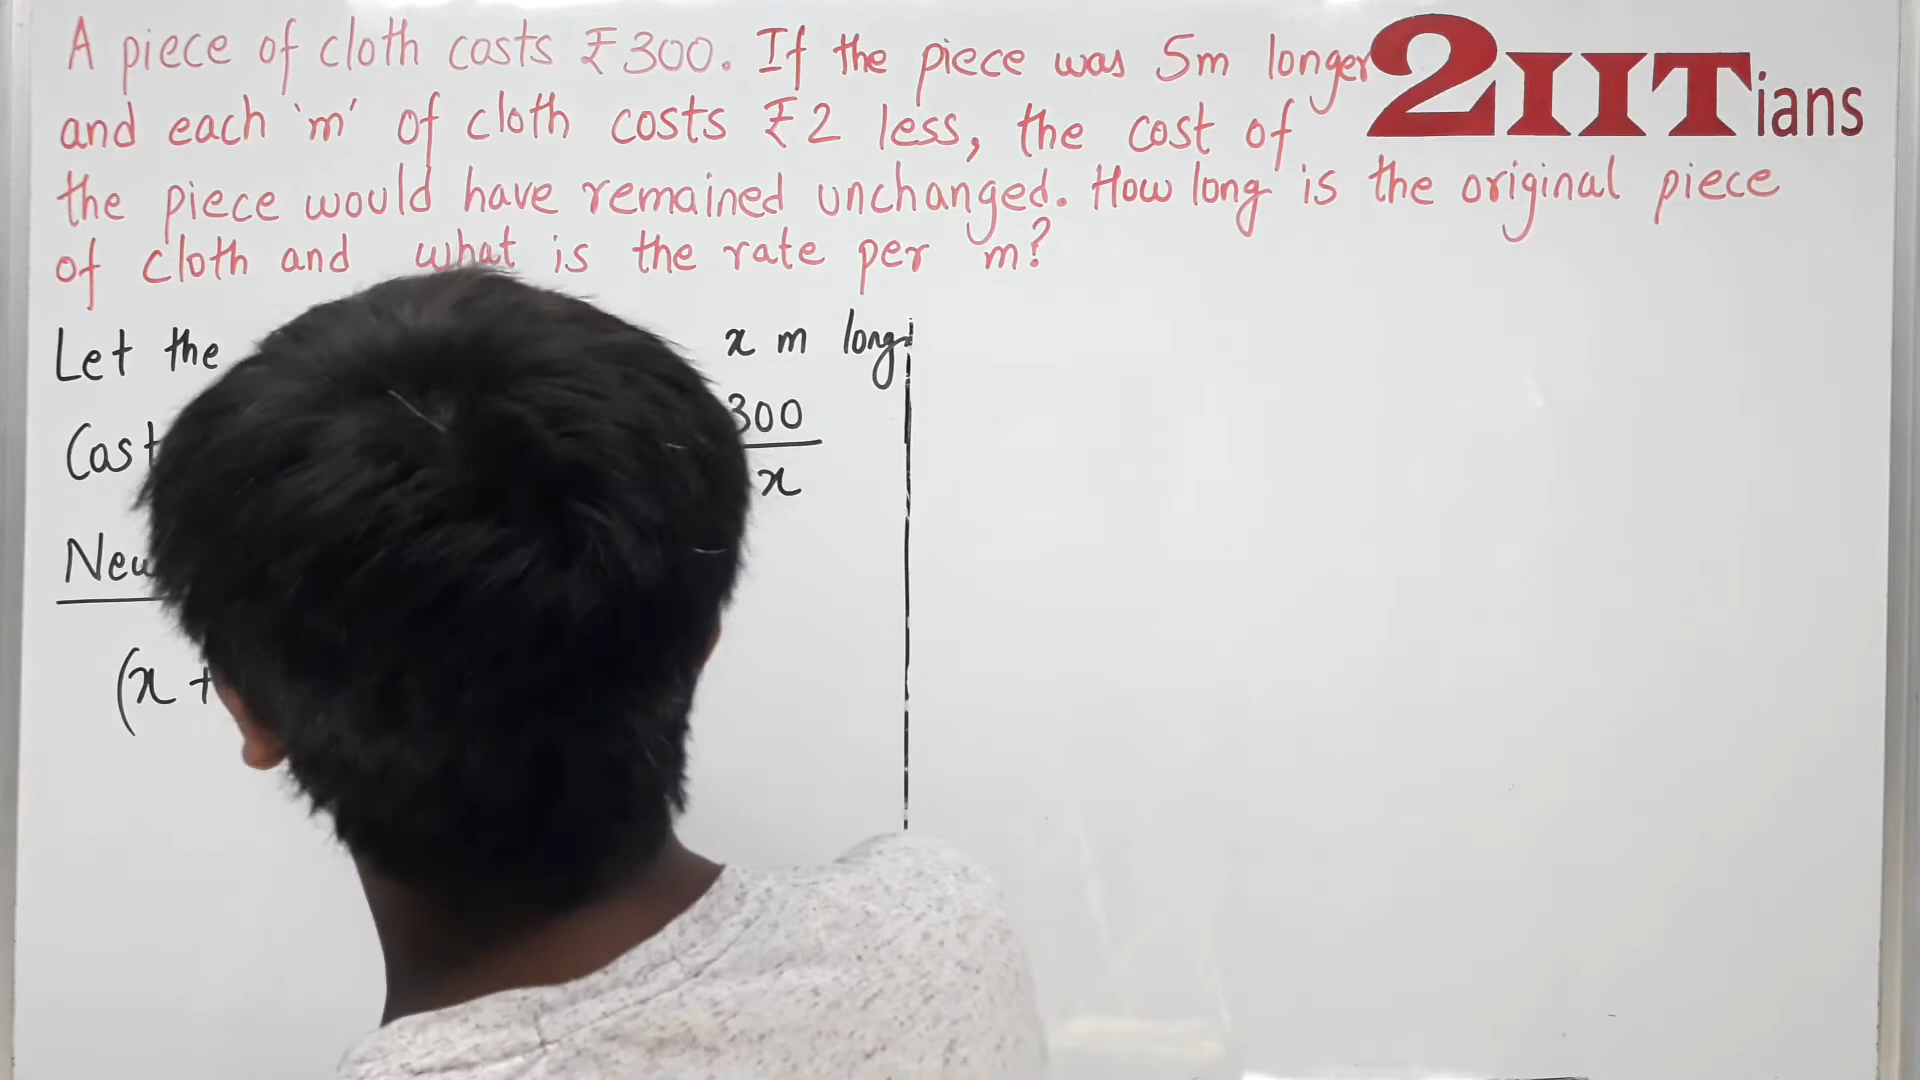 A piece of cloth costs ₹300. If the piece was 5m longer
and each 'm' of cloth costs ₹2 less, the cost of
the piece would have remained unchanged. How long is the original piece
of cloth and what is the rate per m?
2IITians
Let the x m long.
Cost 300
x
New
(x +